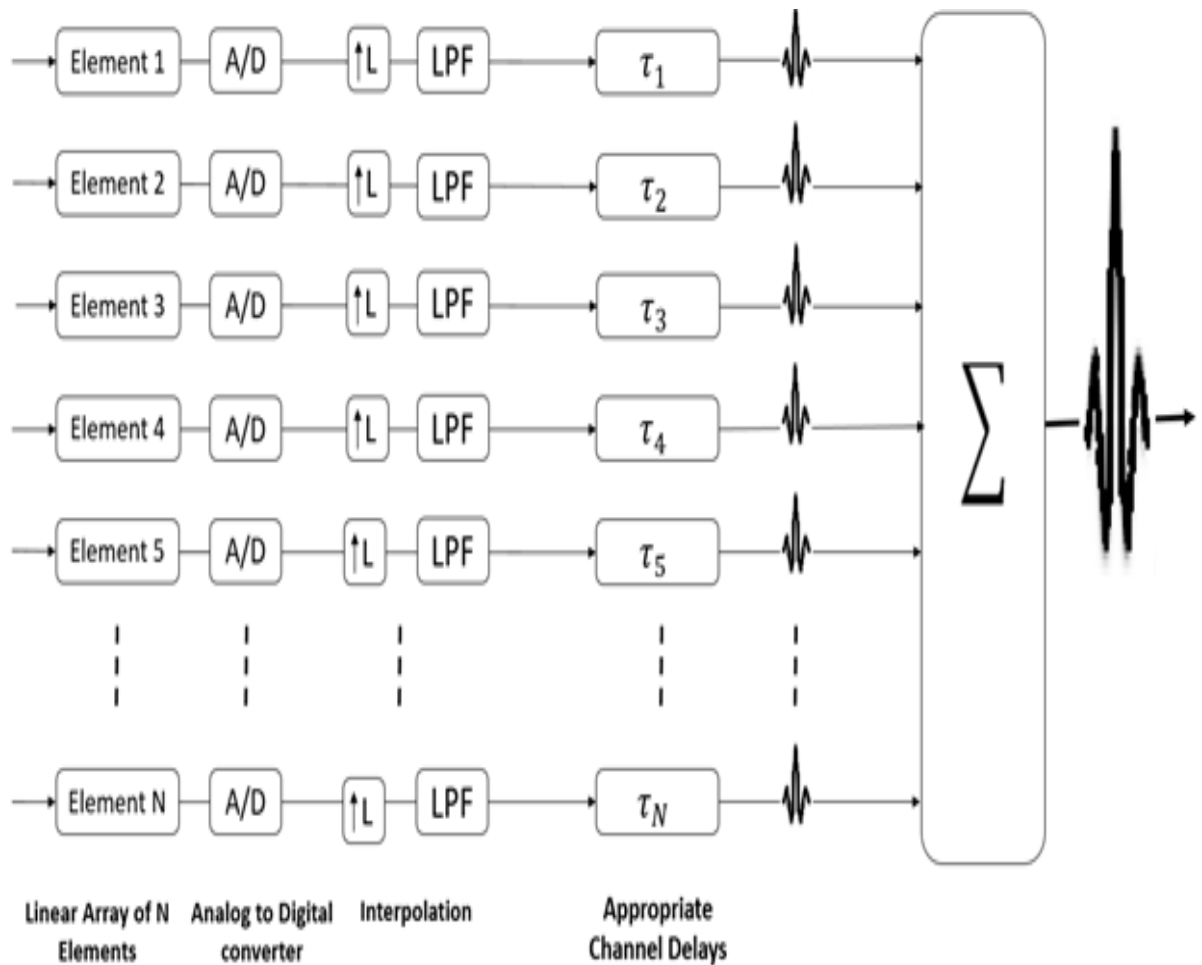 Element 1 A/D ↑L LPF τ₁
Element 2 A/D ↑L LPF τ₂
Element 3 A/D ↑L LPF τ₃
Element 4 A/D ↑L LPF τ₄
Element 5 A/D ↑L LPF τ₅
∑
Element N A/D ↑L LPF τ_N
Linear Array of N
Elements
Analog to Digital
converter
Interpolation
Appropriate
Channel Delays